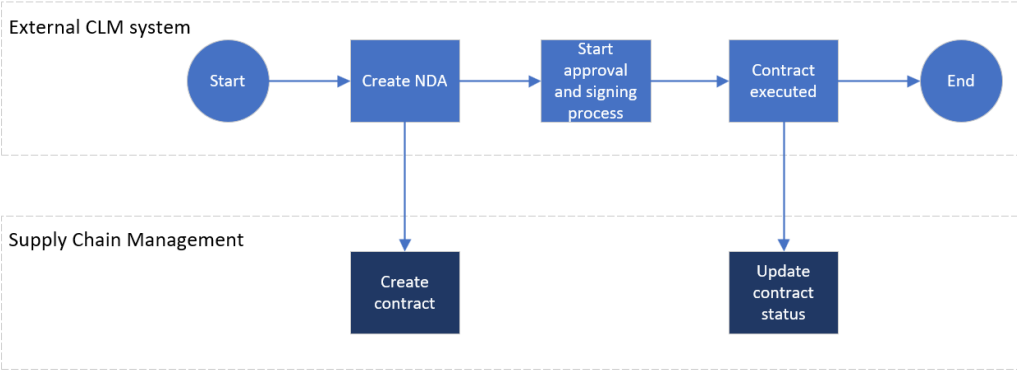 External CLM system
Start
Create NDA
Start
approval
and signing
process
Contract
executed
End
Supply Chain Management
Create
contract
Update
contract
status